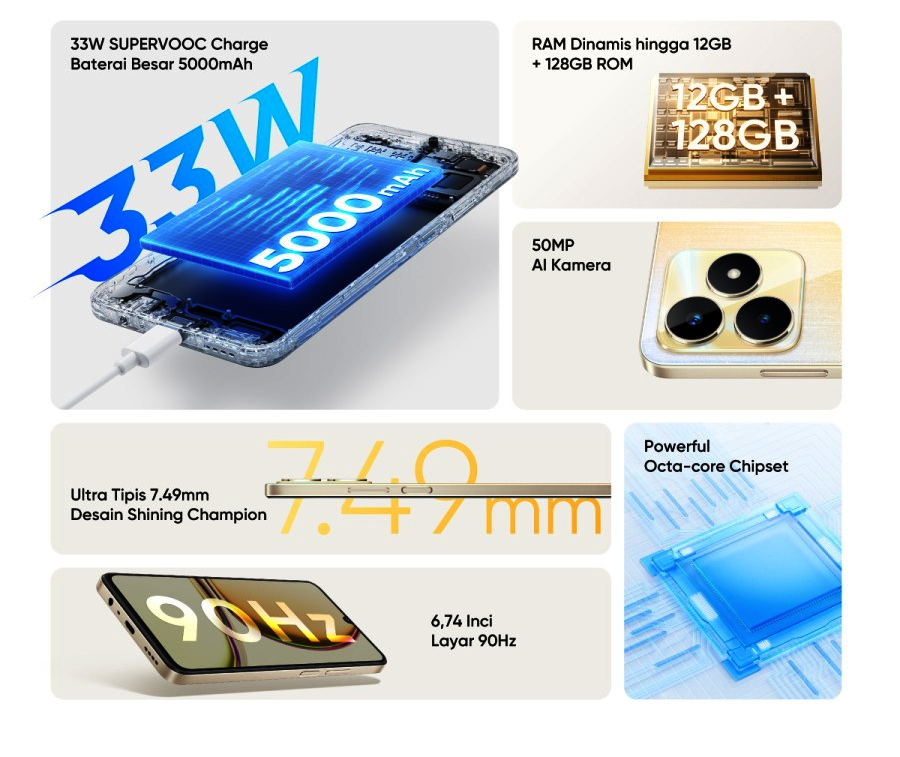 33W SUPERVOOC Charge
Baterai Besar 5000mAh
33W
5000mAh
RAM Dinamis hingga 12GB
+ 128GB ROM
12GB +
128GB
50MP
AI Kamera
Ultra Tipis 7.49mm
Desain Shining Champion
7.49mm
Powerful
Octa-core Chipset
90Hz
6,74 Inci
Layar 90Hz